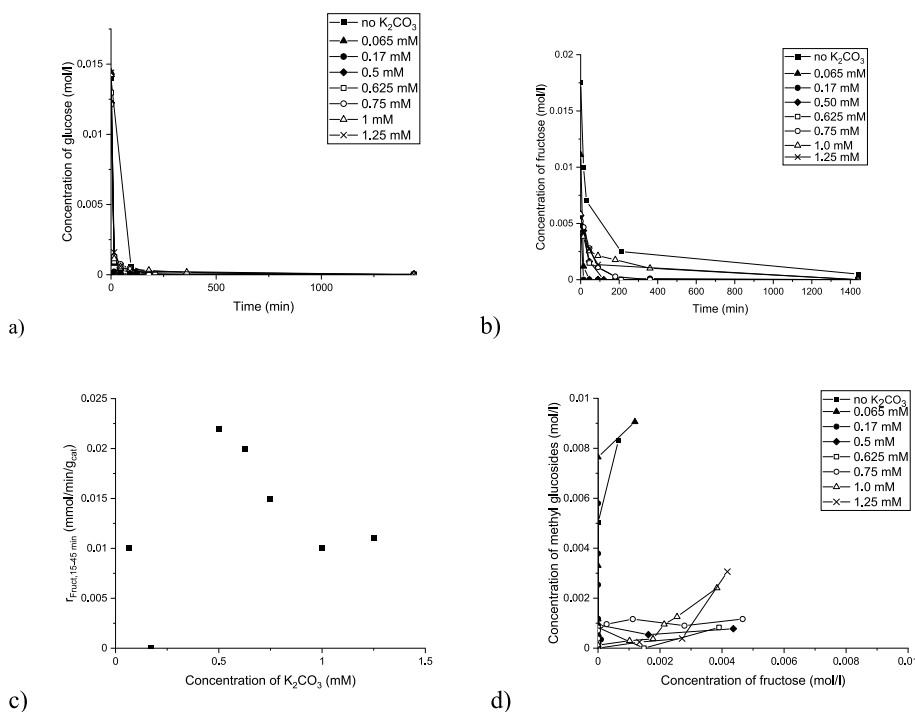 no K₂CO₃
0.065 mM
0.17 mM
0.5 mM
0.625 mM
0.75 mM
1 mM
1.25 mM
0.015
0.01
0.005
0
Concentration of glucose (mol/l)
0
500
1000
Time (min)
a)
no K₂CO₃
0.065 mM
0.17 mM
0.50 mM
0.625 mM
0.75 mM
1.0 mM
1.25 mM
0.02
0.015
0.01
0.005
0.000
Concentration of fructose (mol/l)
0 200 400 600 800 1000 1200 1400
Time (min)
b)
0.025
0.02
0.015
0.01
0.005
0
r_Fruct,15-45 min (mmol/min/g_cat)
0
0.5
1
1.5
Concentration of K₂CO₃ (mM)
c)
no K₂CO₃
0.065 mM
0.17 mM
0.5 mM
0.625 mM
0.75 mM
1.0 mM
1.25 mM
0.01
0.008
0.006
0.004
0.002
0
Concentration of methyl glucosides (mol/l)
0
0.002
0.004
0.006
0.008
0.01
Concentration of fructose (mol/l)
d)